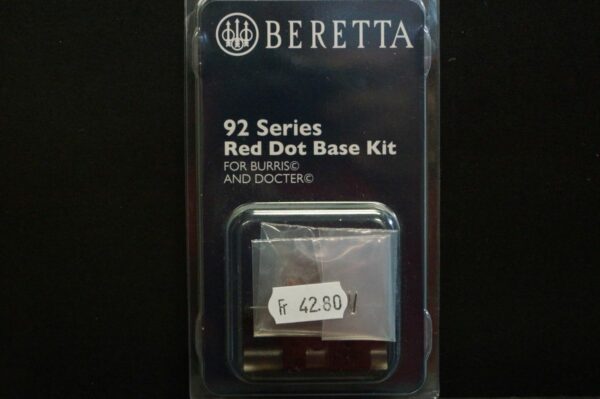 BERETTA
92 Series
Red Dot Base Kit
FOR BURRIS©
AND DOCTER©
Fr 42.80